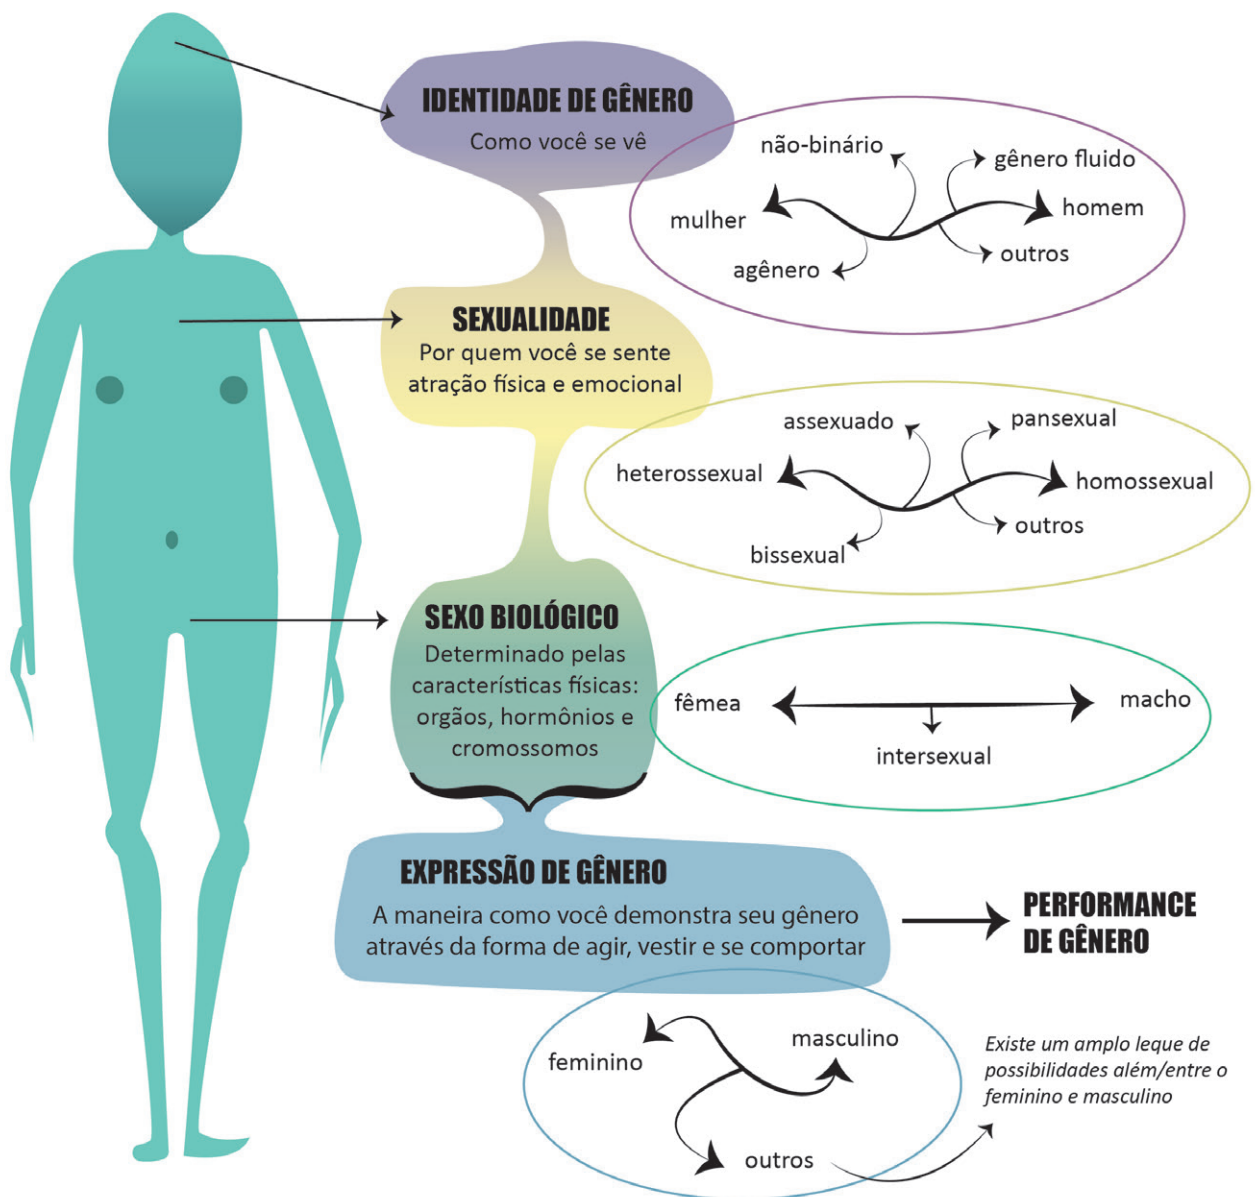 IDENTIDADE DE GÊNERO
Como você se vê
não-binário
gênero fluido
mulher
homem
agênero
outros
SEXUALIDADE
Por quem você se sente
atração física e emocional
assexuado
pansexual
heterossexual
homossexual
bissexual
outros
SEXO BIOLÓGICO
Determinado pelas
características físicas:
orgãos, hormônios e
cromossomos
fêmea
macho
intersexual
EXPRESSÃO DE GÊNERO
A maneira como você demonstra seu gênero
através da forma de agir, vestir e se comportar
PERFORMANCE
DE GÊNERO
feminino
masculino
outros
Existe um amplo leque de
possibilidades além/entre o
feminino e masculino